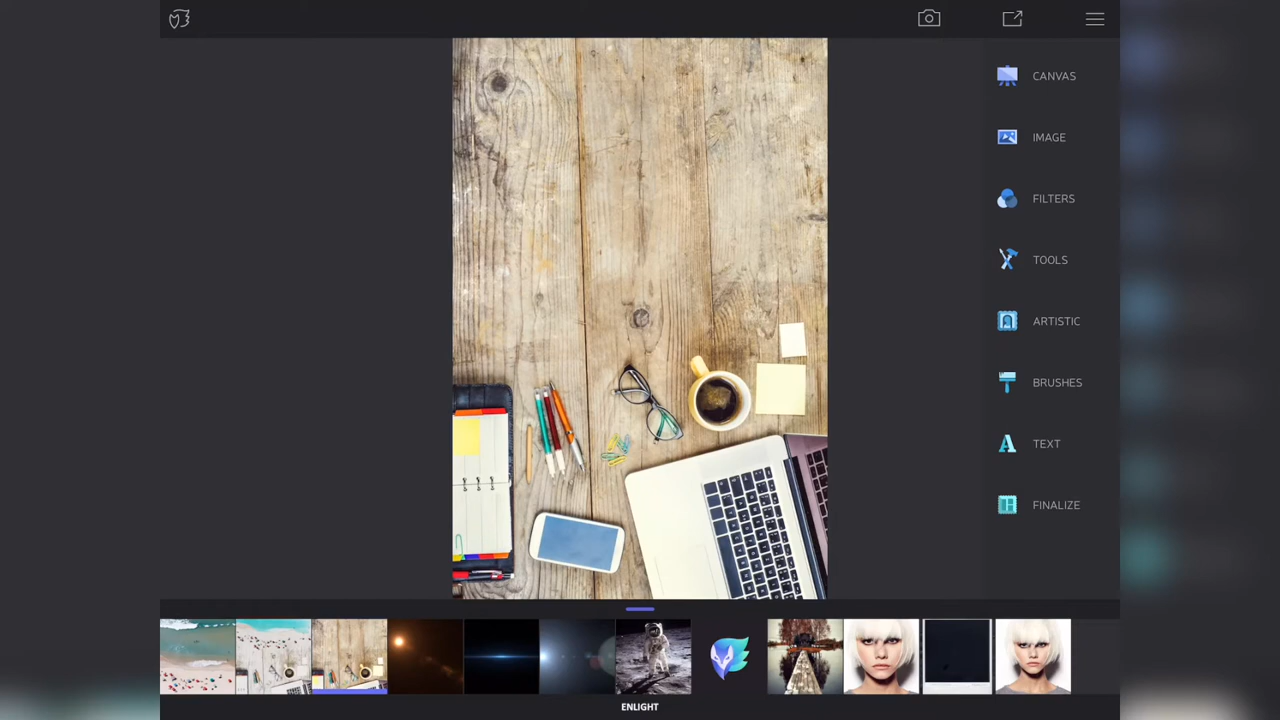 CANVAS
IMAGE
FILTERS
TOOLS
ARTISTIC
BRUSHES
TEXT
FINALIZE
ENLIGHT